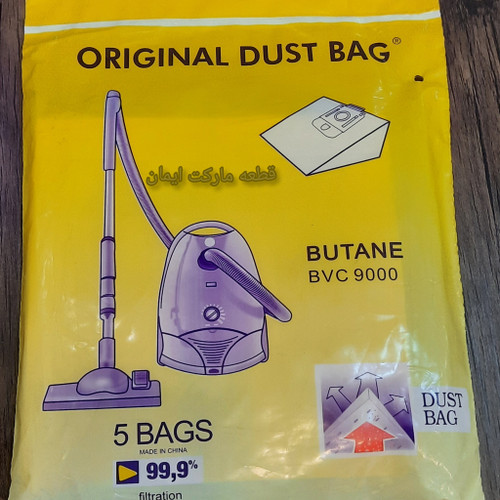 ORIGINAL DUST BAG®
قطعه مارکت ایمان
BUTANE
BVC 9000
DUST
BAG
5 BAGS
MADE IN CHINA
99,9%
filtration